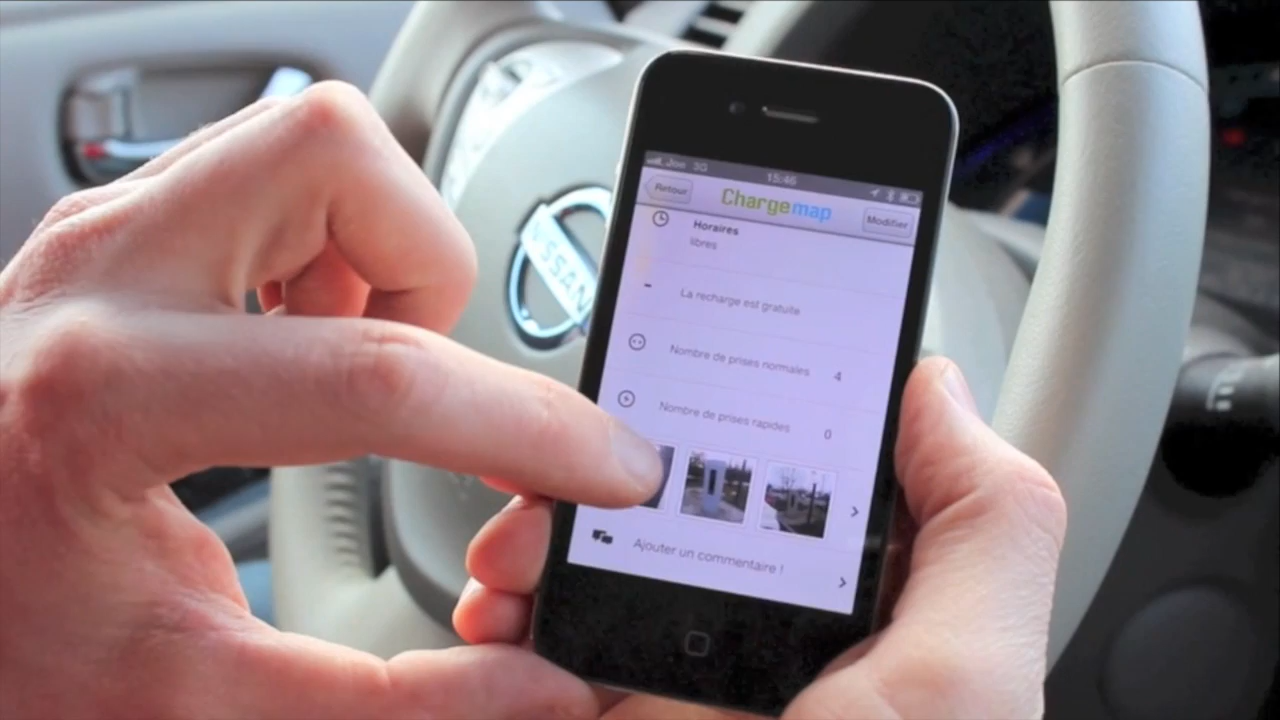 Joe 3G 15:46
Retour Chargemap Modifier
Horaires
libres
La recharge est gratuite
Nombre de prises normales 4
Nombre de prises rapides 0
Ajouter un commentaire !
NISSAN